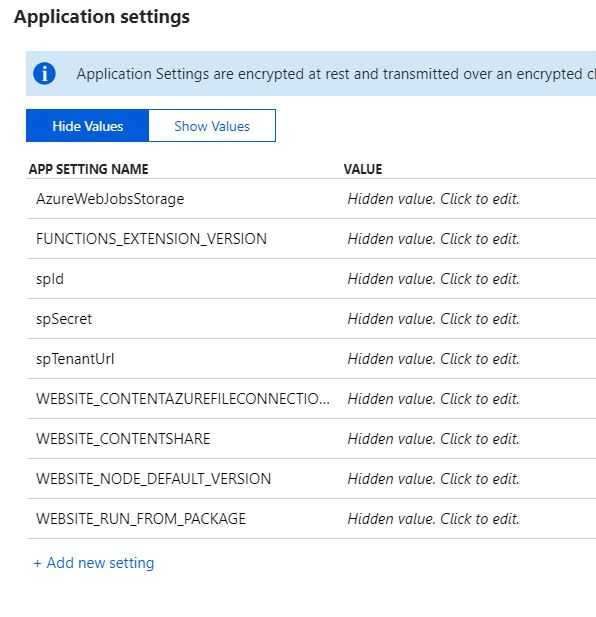 Application settings
Application Settings are encrypted at rest and transmitted over an encrypted
Hide Values Show Values
APP SETTING NAME VALUE
AzureWebJobsStorage Hidden value. Click to edit.
FUNCTIONS_EXTENSION_VERSION Hidden value. Click to edit.
spId Hidden value. Click to edit.
spSecret Hidden value. Click to edit.
spTenantUrl Hidden value. Click to edit.
WEBSITE_CONTENTAZUREFILECONNECTIO... Hidden value. Click to edit.
WEBSITE_CONTENTSHARE Hidden value. Click to edit.
WEBSITE_NODE_DEFAULT_VERSION Hidden value. Click to edit.
WEBSITE_RUN_FROM_PACKAGE Hidden value. Click to edit.
+ Add new setting